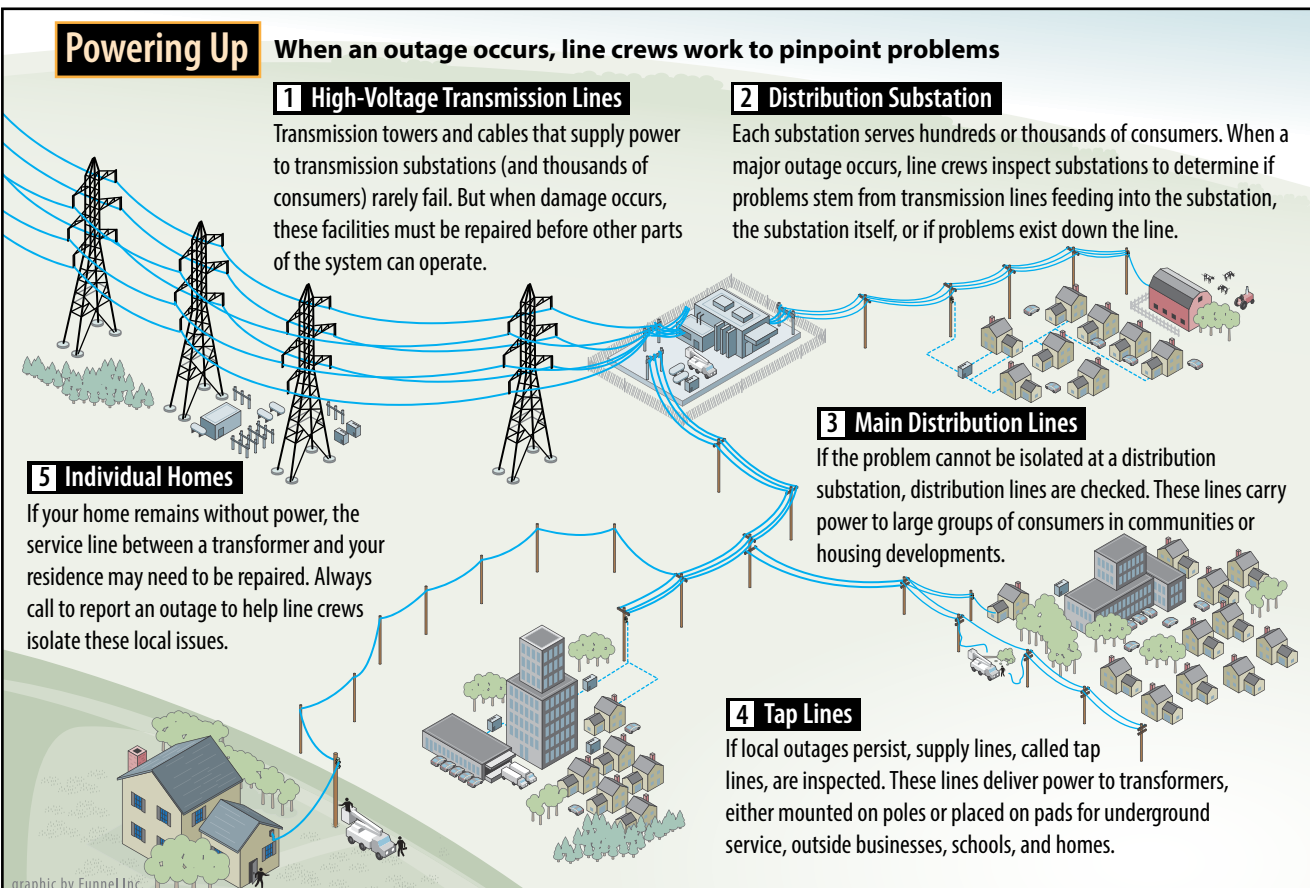 Powering Up
When an outage occurs, line crews work to pinpoint problems
1 High-Voltage Transmission Lines
Transmission towers and cables that supply power
to transmission substations (and thousands of
consumers) rarely fail. But when damage occurs,
these facilities must be repaired before other parts
of the system can operate.
2 Distribution Substation
Each substation serves hundreds or thousands of consumers. When a
major outage occurs, line crews inspect substations to determine if
problems stem from transmission lines feeding into the substation,
the substation itself, or if problems exist down the line.
3 Main Distribution Lines
If the problem cannot be isolated at a distribution
substation, distribution lines are checked. These lines carry
power to large groups of consumers in communities or
housing developments.
4 Tap Lines
If local outages persist, supply lines, called tap
lines, are inspected. These lines deliver power to transformers,
either mounted on poles or placed on pads for underground
service, outside businesses, schools, and homes.
5 Individual Homes
If your home remains without power, the
service line between a transformer and your
residence may need to be repaired. Always
call to report an outage to help line crews
isolate these local issues.
graphic by Funnel Inc.